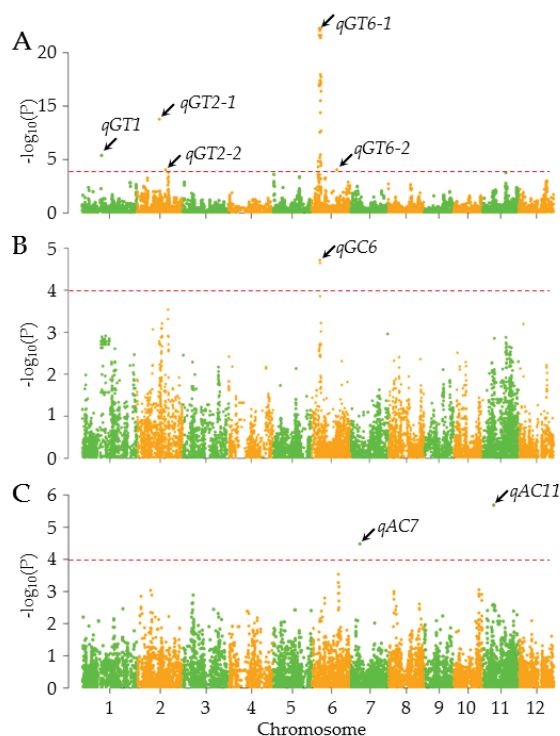 A
-log10(P)
20
15
5
0
qGT1
qGT2-1
qGT2-2
qGT6-1
qGT6-2
B
-log10(P)
5
4
3
2
1
0
qGC6
C
-log10(P)
6
5
4
3
2
1
0
qAC7
qAC11
1 2 3 4 5 6 7 8 9 10 11 12
Chromosome